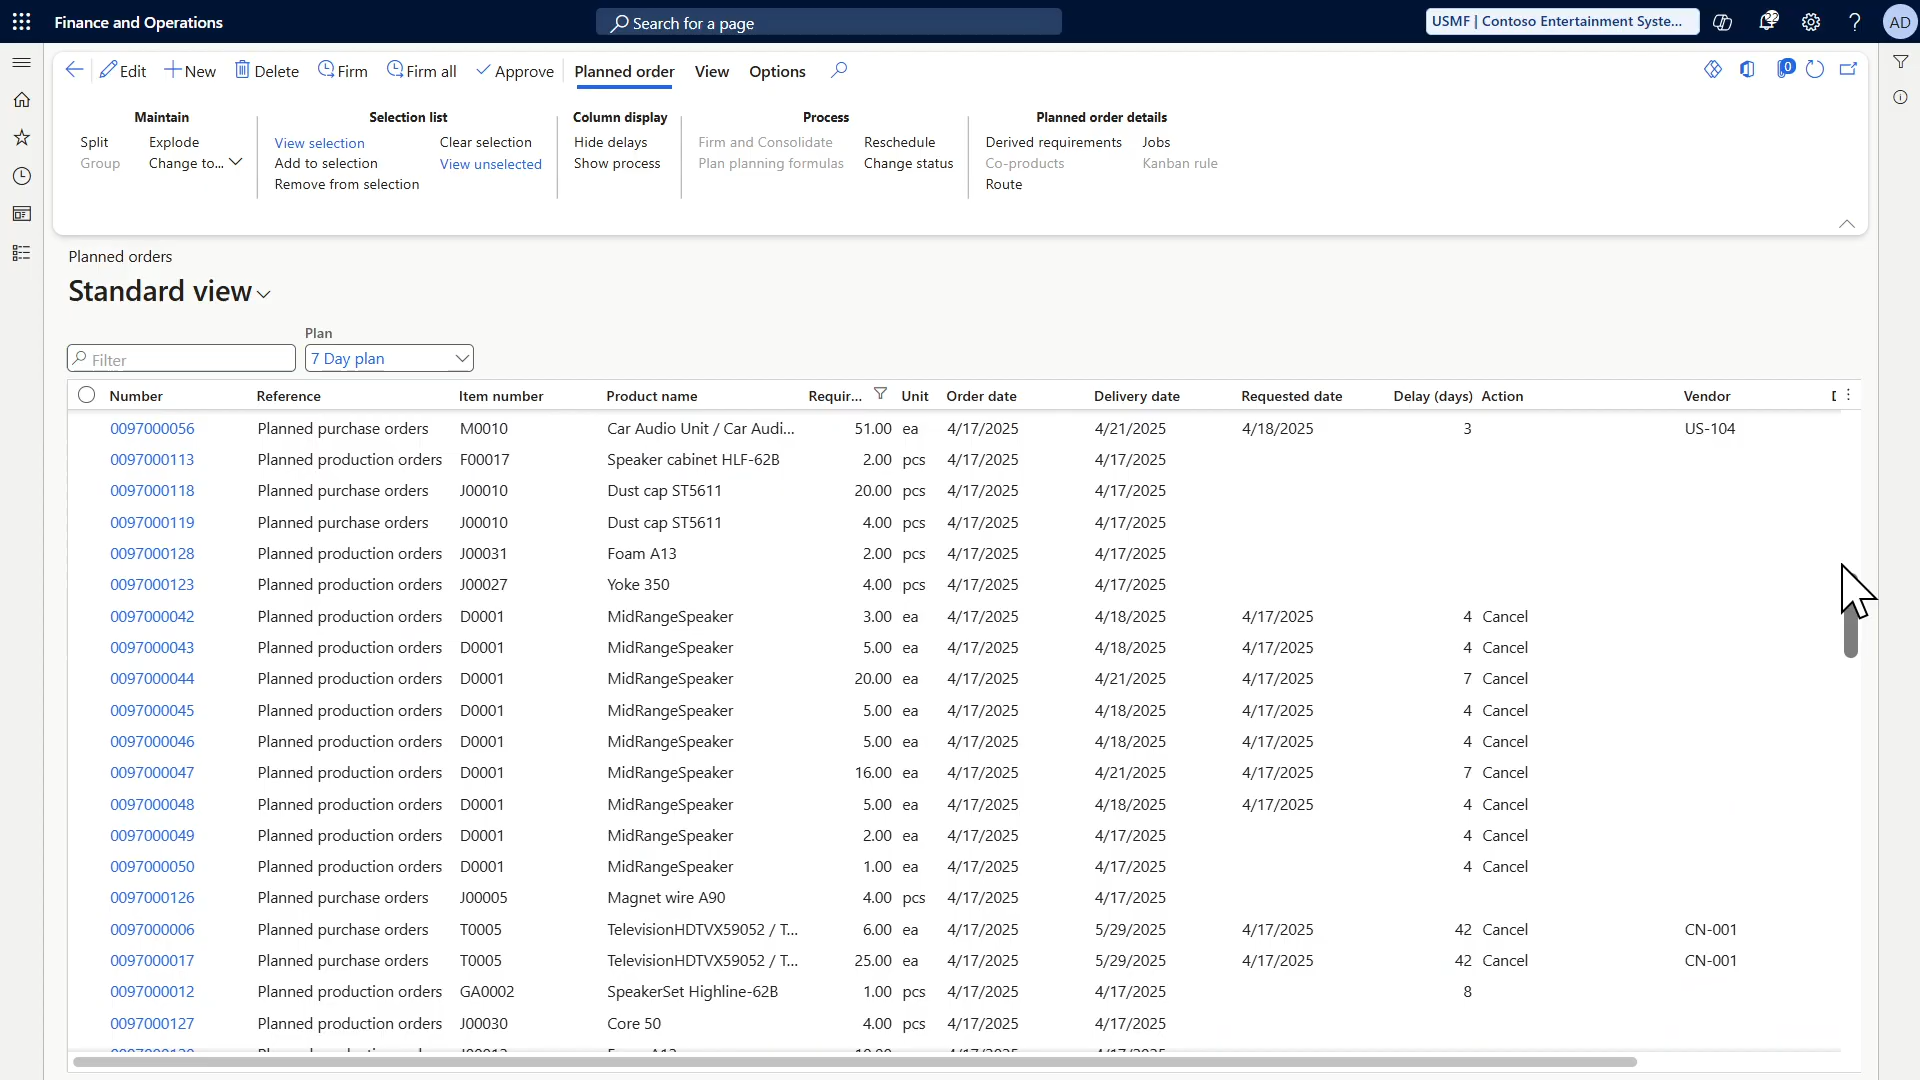 Finance and Operations
Search for a page
USMF | Contoso Entertainment Syste...
22
AD
Edit New Delete Firm Firm all Approve Planned order View Options
0
Maintain Selection list Column display Process Planned order details
Split Explode View selection Clear selection Hide delays Firm and Consolidate Reschedule Derived requirements Jobs
Group Change to... Add to selection View unselected Show process Plan planning formulas Change status Co-products Kanban rule
Remove from selection Route
Planned orders
Standard view
Plan
Filter 7 Day plan
Number Reference Item number Product name Requir... Unit Order date Delivery date Requested date Delay (days) Action Vendor
0097000056 Planned purchase orders M0010 Car Audio Unit / Car Audi... 51.00 ea 4/17/2025 4/21/2025 4/18/2025 3 US-104
0097000113 Planned production orders F00017 Speaker cabinet HLF-62B 2.00 pcs 4/17/2025 4/17/2025
0097000118 Planned purchase orders J00010 Dust cap ST5611 20.00 pcs 4/17/2025 4/17/2025
0097000119 Planned purchase orders J00010 Dust cap ST5611 4.00 pcs 4/17/2025 4/17/2025
0097000128 Planned production orders J00031 Foam A13 2.00 pcs 4/17/2025 4/17/2025
0097000123 Planned production orders J00027 Yoke 350 4.00 pcs 4/17/2025 4/17/2025
0097000042 Planned production orders D0001 MidRangeSpeaker 3.00 ea 4/17/2025 4/18/2025 4/17/2025 4 Cancel
0097000043 Planned production orders D0001 MidRangeSpeaker 5.00 ea 4/17/2025 4/18/2025 4/17/2025 4 Cancel
0097000044 Planned production orders D0001 MidRangeSpeaker 20.00 ea 4/17/2025 4/21/2025 4/17/2025 7 Cancel
0097000045 Planned production orders D0001 MidRangeSpeaker 5.00 ea 4/17/2025 4/18/2025 4/17/2025 4 Cancel
0097000046 Planned production orders D0001 MidRangeSpeaker 5.00 ea 4/17/2025 4/18/2025 4/17/2025 4 Cancel
0097000047 Planned production orders D0001 MidRangeSpeaker 16.00 ea 4/17/2025 4/21/2025 4/17/2025 7 Cancel
0097000048 Planned production orders D0001 MidRangeSpeaker 5.00 ea 4/17/2025 4/18/2025 4/17/2025 4 Cancel
0097000049 Planned production orders D0001 MidRangeSpeaker 2.00 ea 4/17/2025 4/17/2025 4 Cancel
0097000050 Planned production orders D0001 MidRangeSpeaker 1.00 ea 4/17/2025 4/17/2025 4 Cancel
0097000126 Planned purchase orders J00005 Magnet wire A90 4.00 pcs 4/17/2025 4/17/2025
0097000006 Planned purchase orders T0005 TelevisionHDTVX59052 / T... 6.00 ea 4/17/2025 5/29/2025 4/17/2025 42 Cancel CN-001
0097000017 Planned purchase orders T0005 TelevisionHDTVX59052 / T... 25.00 ea 4/17/2025 5/29/2025 4/17/2025 42 Cancel CN-001
0097000012 Planned production orders GA0002 SpeakerSet Highline-62B 1.00 pcs 4/17/2025 4/17/2025 8
0097000127 Planned production orders J00030 Core 50 4.00 pcs 4/17/2025 4/17/2025